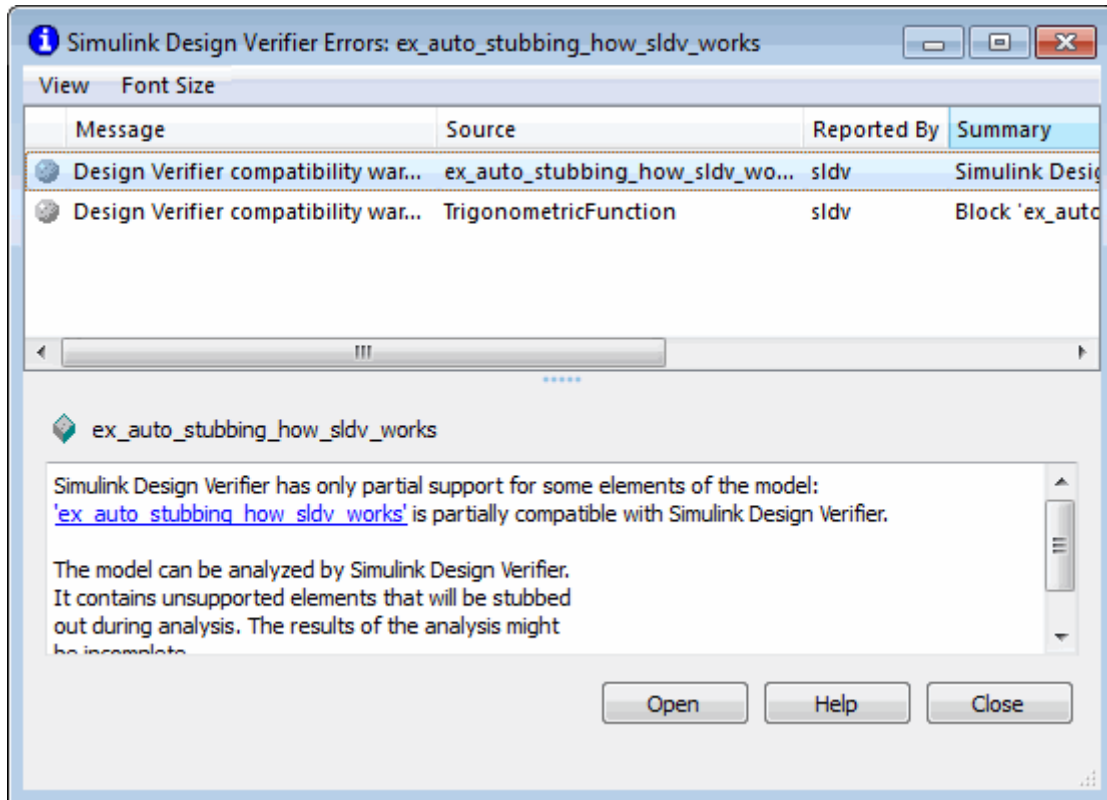 Simulink Design Verifier Errors: ex_auto_stubbing_how_sldv_works
View Font Size
Message Source Reported By Summary
Design Verifier compatibility war... ex_auto_stubbing_how_sldv_wo... sldv Simulink Desig
Design Verifier compatibility war... TrigonometricFunction sldv Block 'ex_auto
ex_auto_stubbing_how_sldv_works
Simulink Design Verifier has only partial support for some elements of the model:
'ex_auto_stubbing_how_sldv_works' is partially compatible with Simulink Design Verifier.
The model can be analyzed by Simulink Design Verifier.
It contains unsupported elements that will be stubbed
out during analysis. The results of the analysis might
be incomplete
Open Help Close